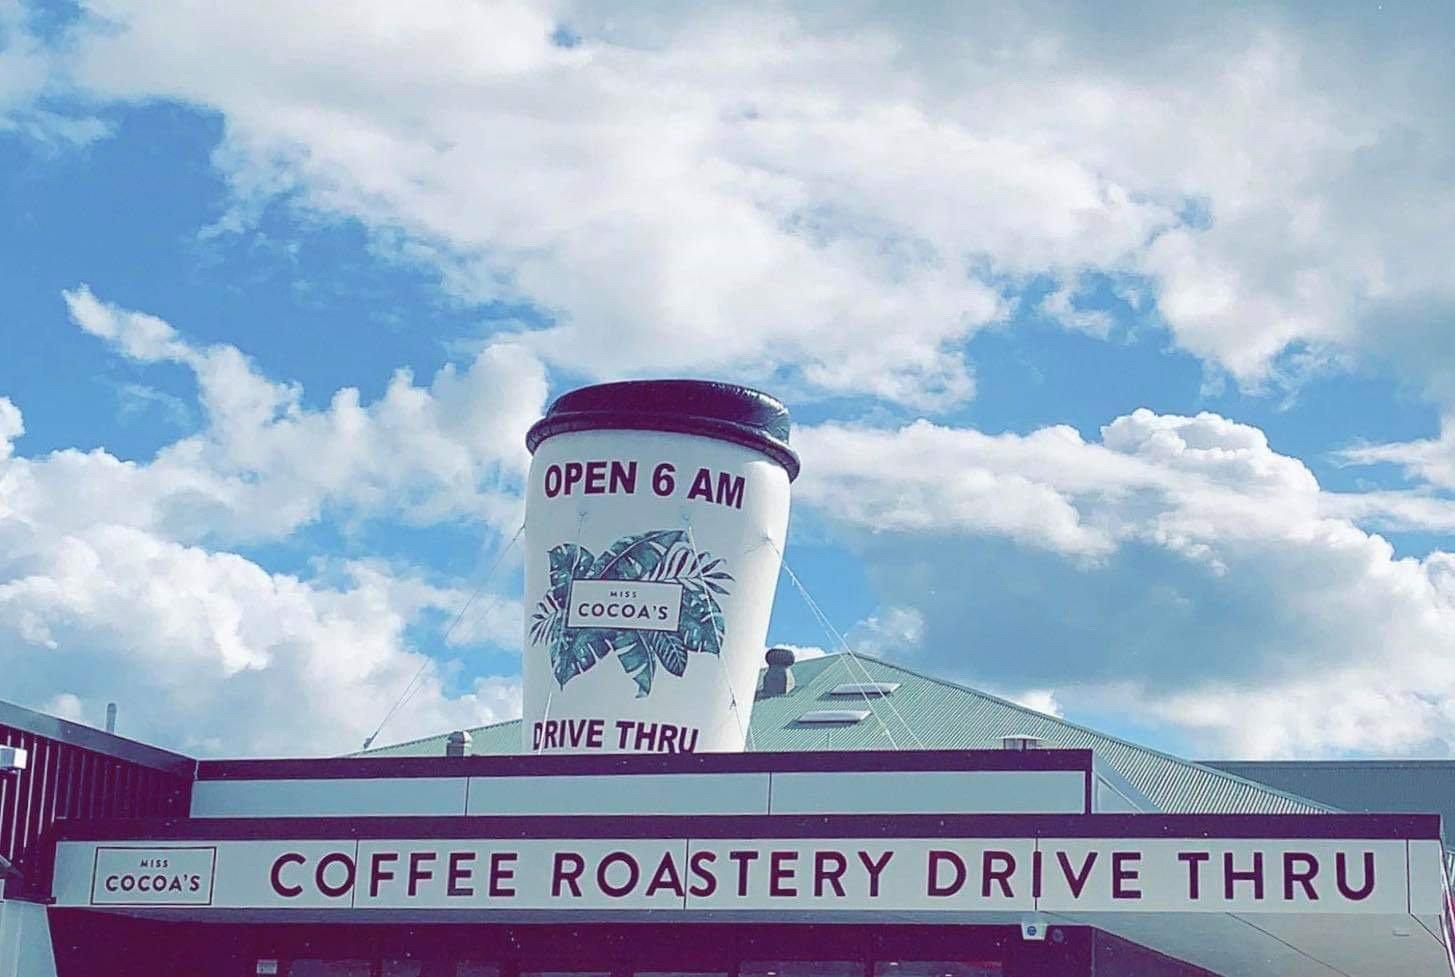 OPEN 6 AM
MISS
COCOA'S
DRIVE THRU
MISS
COCOA'S
COFFEE ROASTERY DRIVE THRU